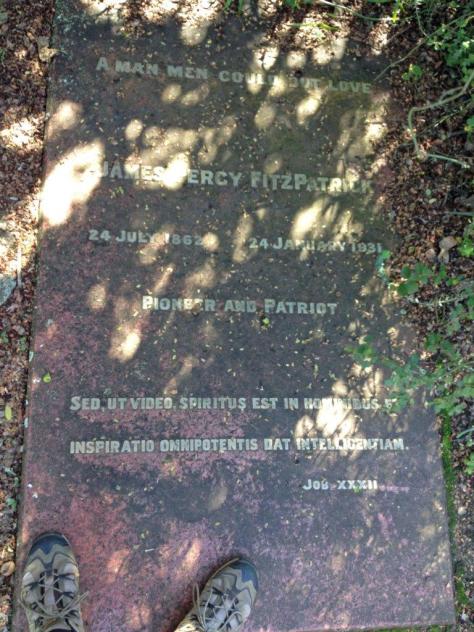 A MAN MEN COULD BUT LOVE
JAMES PERCY FITZPATRICK
24 JULY 1862 24 JANUARY 1931
PIONEER AND PATRIOT
SED, UT VIDEO, SPIRITUS EST IN HOMINIBUS ET
INSPIRATIO OMNIPOTENTIS DAT INTELLIGENTIAM.
JOB XXXII